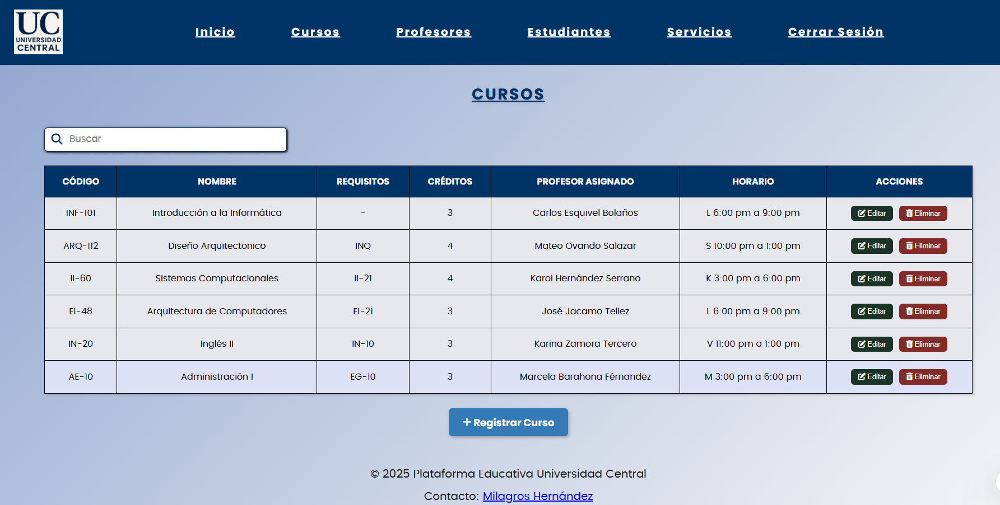 UC
UNIVERSIDAD
CENTRAL
Inicio Cursos Profesores Estudiantes Servicios Cerrar Sesión
CURSOS
Buscar
CÓDIGO NOMBRE REQUISITOS CRÉDITOS PROFESOR ASIGNADO HORARIO ACCIONES
INF-101 Introducción a la Informática - 3 Carlos Esquivel Bolaños L 6:00 pm a 9:00 pm Editar Eliminar
ARQ-112 Diseño Arquitectonico INQ 4 Mateo Ovando Salazar S 10:00 pm a 1:00 pm Editar Eliminar
II-60 Sistemas Computacionales II-21 4 Karol Hernández Serrano K 3:00 pm a 6:00 pm Editar Eliminar
EI-48 Arquitectura de Computadores EI-21 3 José Jacamo Tellez L 6:00 pm a 9:00 pm Editar Eliminar
IN-20 Inglés II IN-10 3 Karina Zamora Tercero V 11:00 pm a 1:00 pm Editar Eliminar
AE-10 Administración I EG-10 3 Marcela Barahona Férnandez M 3:00 pm a 6:00 pm Editar Eliminar
+ Registrar Curso
© 2025 Plataforma Educativa Universidad Central
Contacto: Milagros Hernández